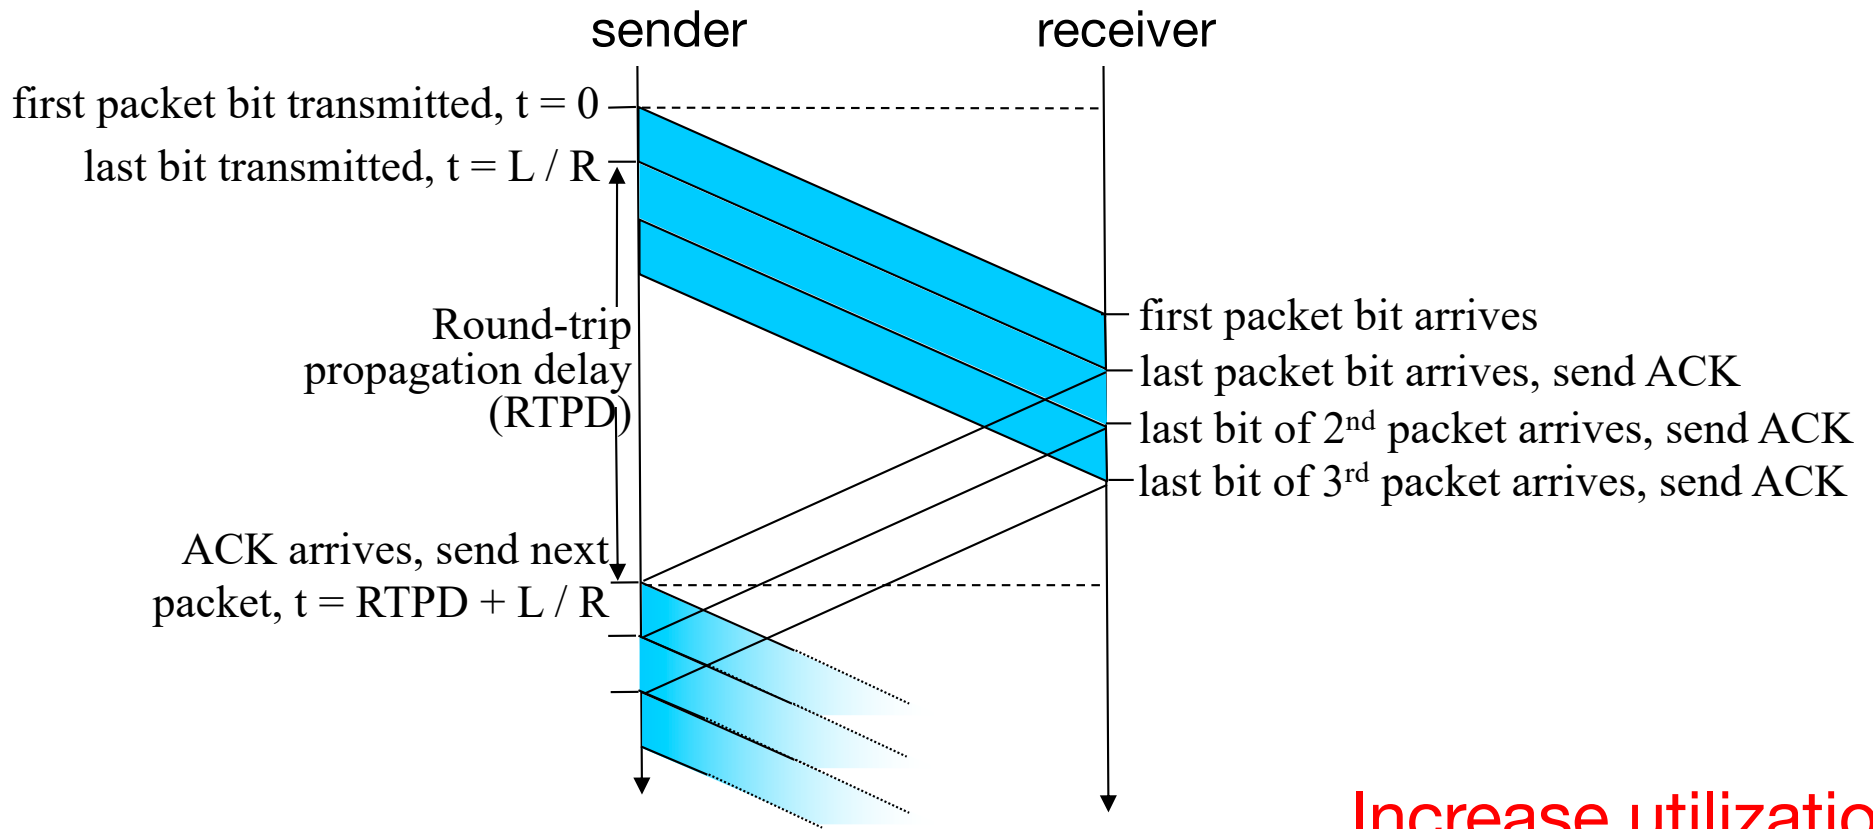 sender
receiver
first packet bit transmitted, t = 0
last bit transmitted, t = L / R
first packet bit arrives
Round-trip
propagation delay
(RTPD)
last packet bit arrives, send ACK
last bit of 2nd packet arrives, send ACK
last bit of 3rd packet arrives, send ACK
ACK arrives, send next
packet, t = RTPD + L / R
Increase